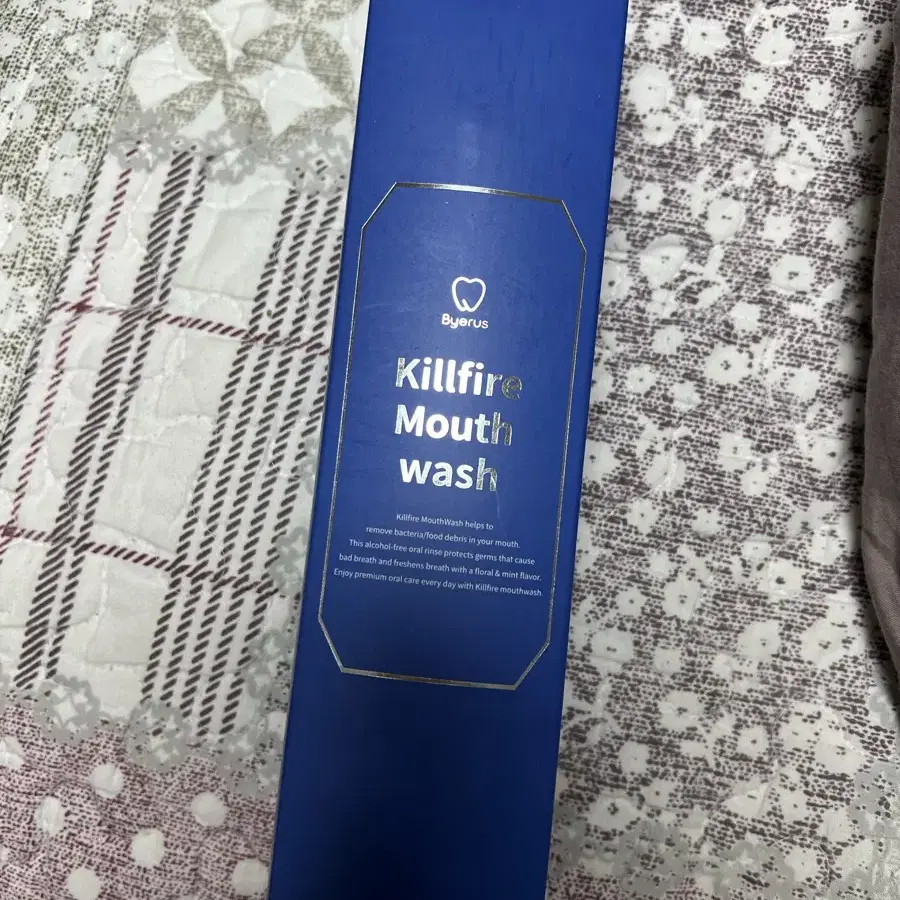 Byerus
Killfire
Mouth
wash
Killfire MouthWash helps to
remove bacteria/food debris in your mouth.
This alcohol-free oral rinse protects germs that cause
bad breath and freshens breath with a floral & mint flavor.
Enjoy premium oral care every day with Killfire mouthwash.